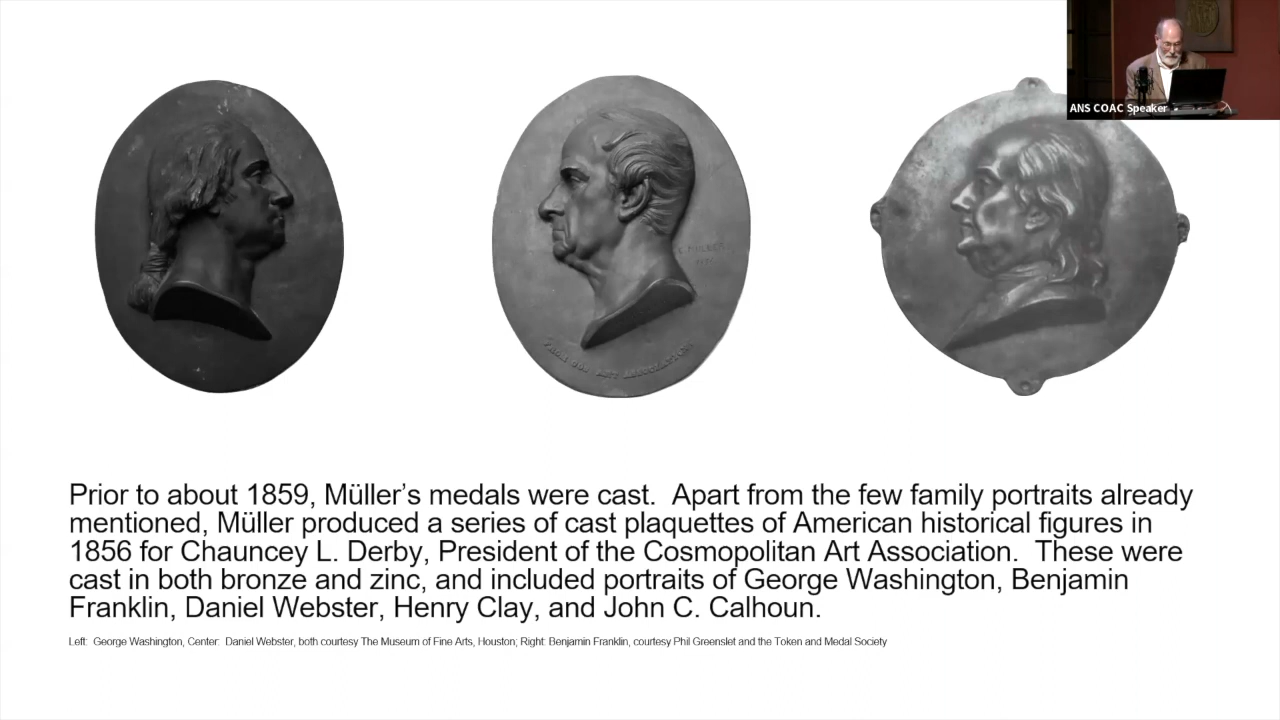 ANS COAC Speaker
Prior to about 1859, Müller's medals were cast.  Apart from the few family portraits already
mentioned, Müller produced a series of cast plaquettes of American historical figures in
1856 for Chauncey L. Derby, President of the Cosmopolitan Art Association.  These were
cast in both bronze and zinc, and included portraits of George Washington, Benjamin
Franklin, Daniel Webster, Henry Clay, and John C. Calhoun.
Left:  George Washington, Center:  Daniel Webster, both courtesy The Museum of Fine Arts, Houston; Right: Benjamin Franklin, courtesy Phil Greenslet and the Token and Medal Society